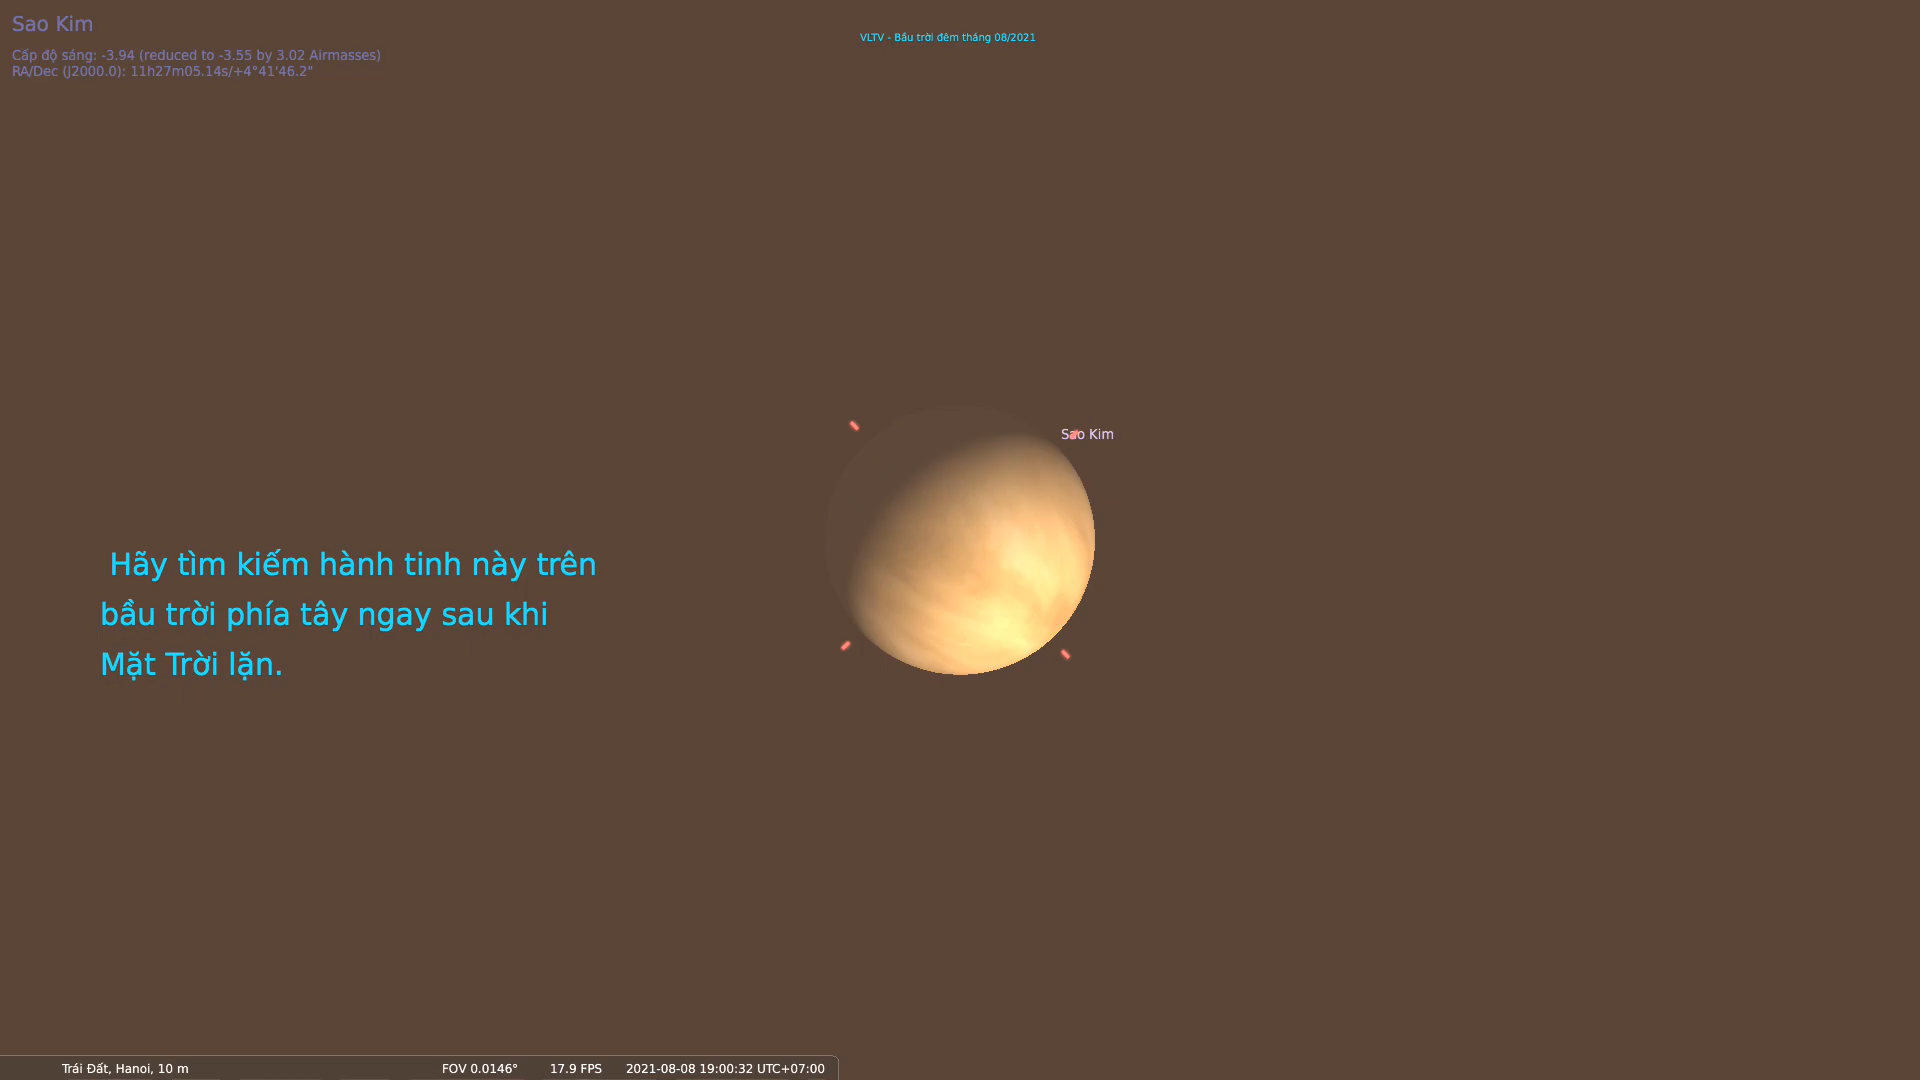 Sao Kim
VLTV - Bầu trời đêm tháng 08/2021
Cấp độ sáng: -3.94 (reduced to -3.55 by 3.02 Airmasses)
RA/Dec (J2000.0): 11h27m05.14s/+4°41'46.2"
Sao Kim
Hãy tìm kiếm hành tinh này trên
bầu trời phía tây ngay sau khi
Mặt Trời lặn.
Trái Đất, Hanoi, 10 m FOV 0.0146° 17.9 FPS 2021-08-08 19:00:32 UTC+07:00